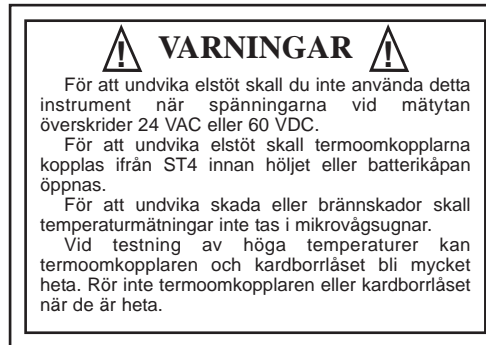 VARNINGAR
För att undvika elstöt skall du inte använda detta
instrument när spänningarna vid mätytan
överskrider 24 VAC eller 60 VDC.
För att undvika elstöt skall termoomkopplarna
kopplas ifrån ST4 innan höljet eller batterikåpan
öppnas.
För att undvika skada eller brännskador skall
temperaturmätningar inte tas i mikrovågsugnar.
Vid testning av höga temperaturer kan
termoomkopplaren och kardborrlåset bli mycket
heta. Rör inte termoomkopplaren eller kardborrlåset
när de är heta.